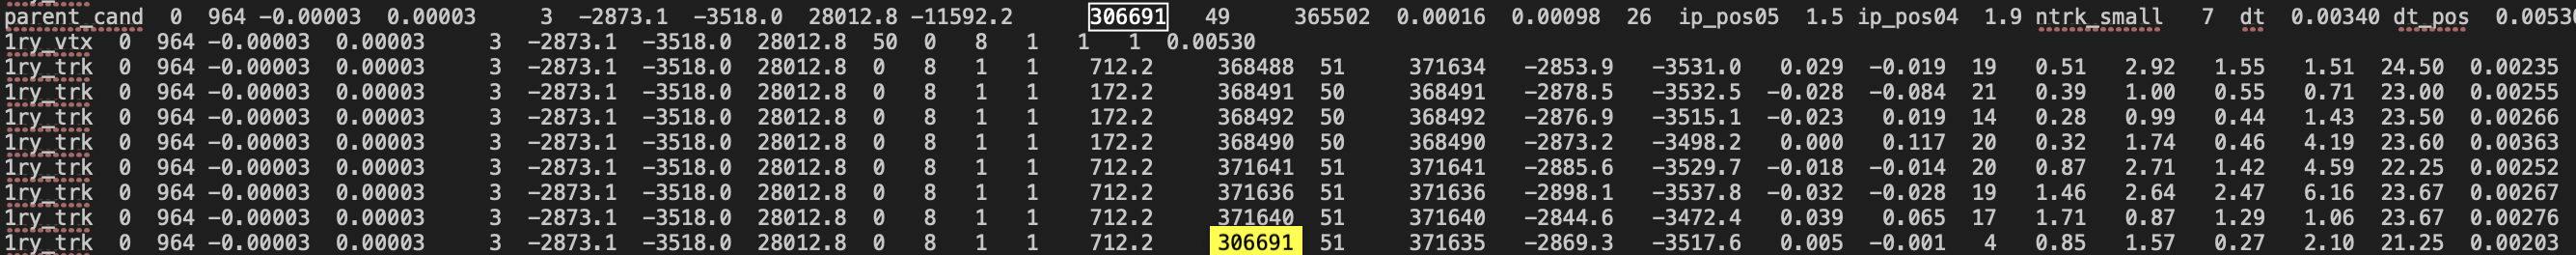 parent_cand 0 964 -0.00003 0.00003 3 -2873.1 -3518.0 28012.8 -11592.2 306691 49 365502 0.00016 0.00098 26 ip_pos05 1.5 ip_pos04 1.9 ntrk_small 7 dt 0.00340 dt_pos 0.0053
1ry_vtx 0 964 -0.00003 0.00003 3 -2873.1 -3518.0 28012.8 50 0 8 1 1 1 0.00530
1ry_trk 0 964 -0.00003 0.00003 3 -2873.1 -3518.0 28012.8 0 8 1 1 712.2 368488 51 371634 -2853.9 -3531.0 0.029 -0.019 19 0.51 2.92 1.55 1.51 24.50 0.00235
1ry_trk 0 964 -0.00003 0.00003 3 -2873.1 -3518.0 28012.8 0 8 1 1 172.2 368491 50 368491 -2878.5 -3532.5 -0.028 -0.084 21 0.39 1.00 0.55 0.71 23.00 0.00255
1ry_trk 0 964 -0.00003 0.00003 3 -2873.1 -3518.0 28012.8 0 8 1 1 172.2 368492 50 368492 -2876.9 -3515.1 -0.023 0.019 14 0.28 0.99 0.44 1.43 23.50 0.00266
1ry_trk 0 964 -0.00003 0.00003 3 -2873.1 -3518.0 28012.8 0 8 1 1 172.2 368490 50 368490 -2873.2 -3498.2 0.000 0.117 20 0.32 1.74 0.46 4.19 23.60 0.00363
1ry_trk 0 964 -0.00003 0.00003 3 -2873.1 -3518.0 28012.8 0 8 1 1 712.2 371641 51 371641 -2885.6 -3529.7 -0.018 -0.014 20 0.87 2.71 1.42 4.59 22.25 0.00252
1ry_trk 0 964 -0.00003 0.00003 3 -2873.1 -3518.0 28012.8 0 8 1 1 712.2 371636 51 371636 -2898.1 -3537.8 -0.032 -0.028 19 1.46 2.64 2.47 6.16 23.67 0.00267
1ry_trk 0 964 -0.00003 0.00003 3 -2873.1 -3518.0 28012.8 0 8 1 1 712.2 371640 51 371640 -2844.6 -3472.4 0.039 0.065 17 1.71 0.87 1.29 1.06 23.67 0.00276
1ry_trk 0 964 -0.00003 0.00003 3 -2873.1 -3518.0 28012.8 0 8 1 1 712.2 306691 51 371635 -2869.3 -3517.6 0.005 -0.001 4 0.85 1.57 0.27 2.10 21.25 0.00203